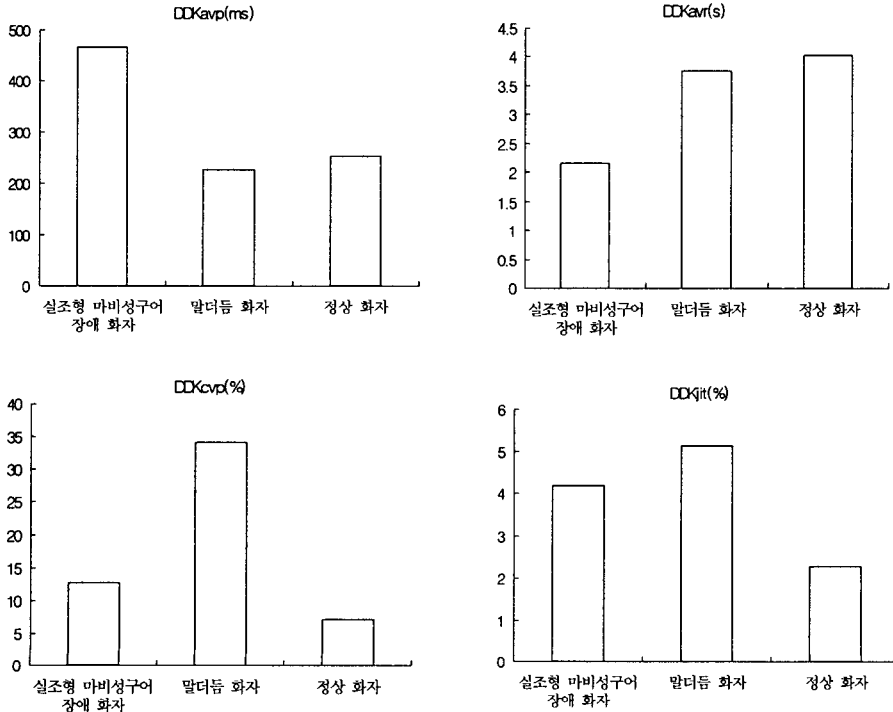 DDKavp(ms)
500
400
300
200
100
0
실조형 마비성구어
장애 화자
말더듬 화자
정상 화자
DDKavr(s)
4.5
4
3.5
3
2.5
2
1.5
1
0.5
0
실조형 마비성구어
장애 화자
말더듬 화자
정상 화자
DDKcvp(%)
40
35
30
25
20
15
10
5
0
실조형 마비성구어
장애 화자
말더듬 화자
정상 화자
DDKjit(%)
6
5
4
3
2
1
0
실조형 마비성구어
장애 화자
말더듬 화자
정상 화자